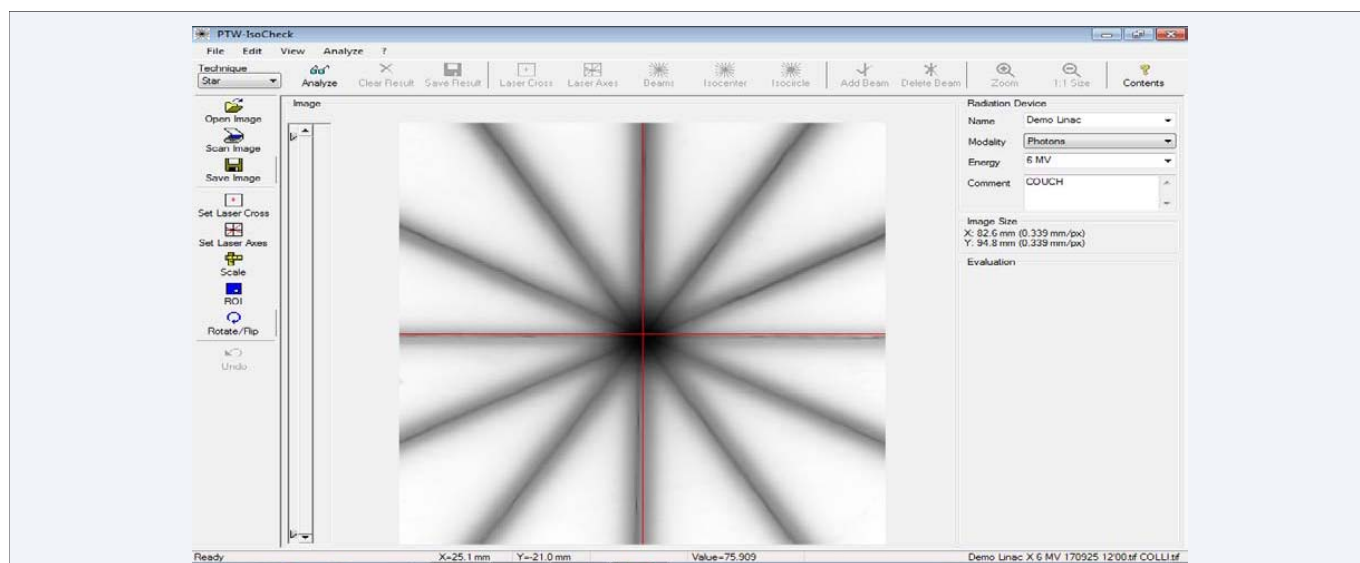 PTW-IsoCheck
File Edit View Analyze ?
Technique
Star
Analyze Clear Result Save Result Laser Cross Laser Axes Beams Isocenter Isocircle Add Beam Delete Beam Zoom 1:1 Size Contents
Open Image
Scan Image
Save Image
Set Laser Cross
Set Laser Axes
Scale
ROI
Rotate/Flip
Undo
Image
Radiation Device
Name Demo Linac
Modality Photons
Energy 6 MV
Comment COUCH
Image Size
X: 82.6 mm (0.339 mm/px)
Y: 94.8 mm (0.339 mm/px)
Evaluation
Ready X=25.1 mm Y=-21.0 mm Value=75.909 Demo Linac X 6 MV 170925 12'00.tif COLLI.tif